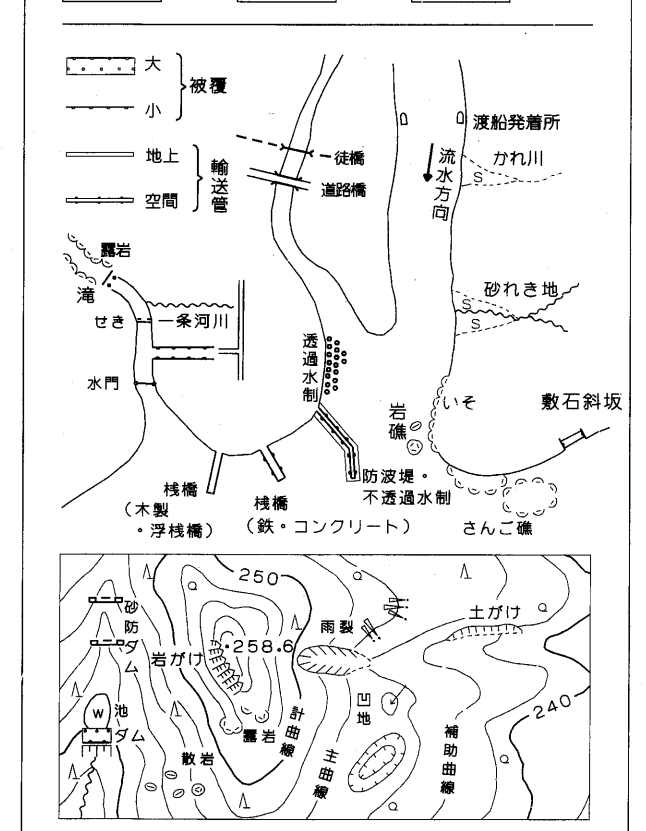 大
小
被覆
地上
空間
輸送管
徒橋
道路橋
渡船発着所
流水方向
かれ川
S
S
S
砂れき地
露岩
滝
せき
一条河川
水門
透過水制
岩礁
いそ
敷石斜坂
防波堤・
不透過水制
桟橋
(木製
・浮桟橋)
桟橋
(鉄・コンクリート)
さんご礁
250
258.6
240
砂防ダム
岩がけ
雨裂
土がけ
W
池
ダム
散岩
露岩
計曲線
主曲線
凹地
補助曲線